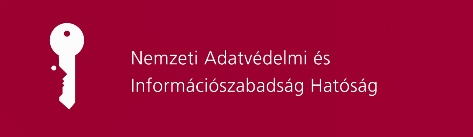 Nemzeti Adatvédelmi és
Információszabadság Hatóság